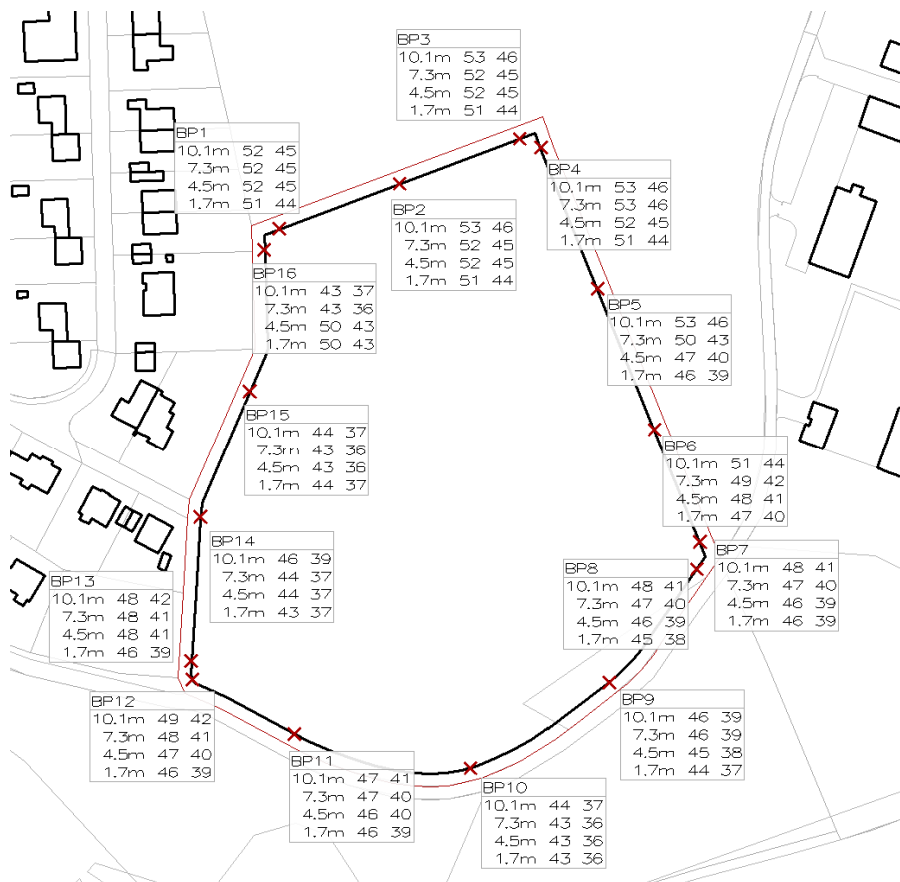 BP3
10.1m 53 46
7.3m 52 45
4.5m 52 45
1.7m 51 44
BP1
10.1m 52 45
7.3m 52 45
4.5m 52 45
1.7m 51 44
BP4
10.1m 53 46
7.3m 53 46
4.5m 52 45
1.7m 51 44
BP2
10.1m 53 46
7.3m 52 45
4.5m 52 45
1.7m 51 44
BP16
10.1m 43 37
7.3m 43 36
4.5m 50 43
1.7m 50 43
BP5
10.1m 53 46
7.3m 50 43
4.5m 47 40
1.7m 46 39
BP15
10.1m 44 37
7.3m 43 36
4.5m 43 36
1.7m 44 37
BP6
10.1m 51 44
7.3m 49 42
4.5m 48 41
1.7m 47 40
BP14
10.1m 46 39
7.3m 44 37
4.5m 44 37
1.7m 43 37
BP7
10.1m 48 41
7.3m 47 40
4.5m 46 39
1.7m 46 39
BP8
10.1m 48 41
7.3m 47 40
4.5m 46 39
1.7m 45 38
BP13
10.1m 48 42
7.3m 48 41
4.5m 48 41
1.7m 46 39
BP12
10.1m 49 42
7.3m 48 41
4.5m 47 40
1.7m 46 39
BP9
10.1m 46 39
7.3m 46 39
4.5m 45 38
1.7m 44 37
BP11
10.1m 47 41
7.3m 47 40
4.5m 46 40
1.7m 46 39
BP10
10.1m 44 37
7.3m 43 36
4.5m 43 36
1.7m 43 36